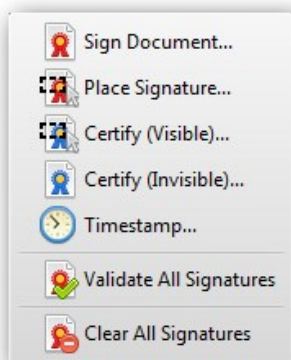 Sign Document...
Place Signature...
Certify (Visible)...
Certify (Invisible)...
Timestamp...
Validate All Signatures
Clear All Signatures